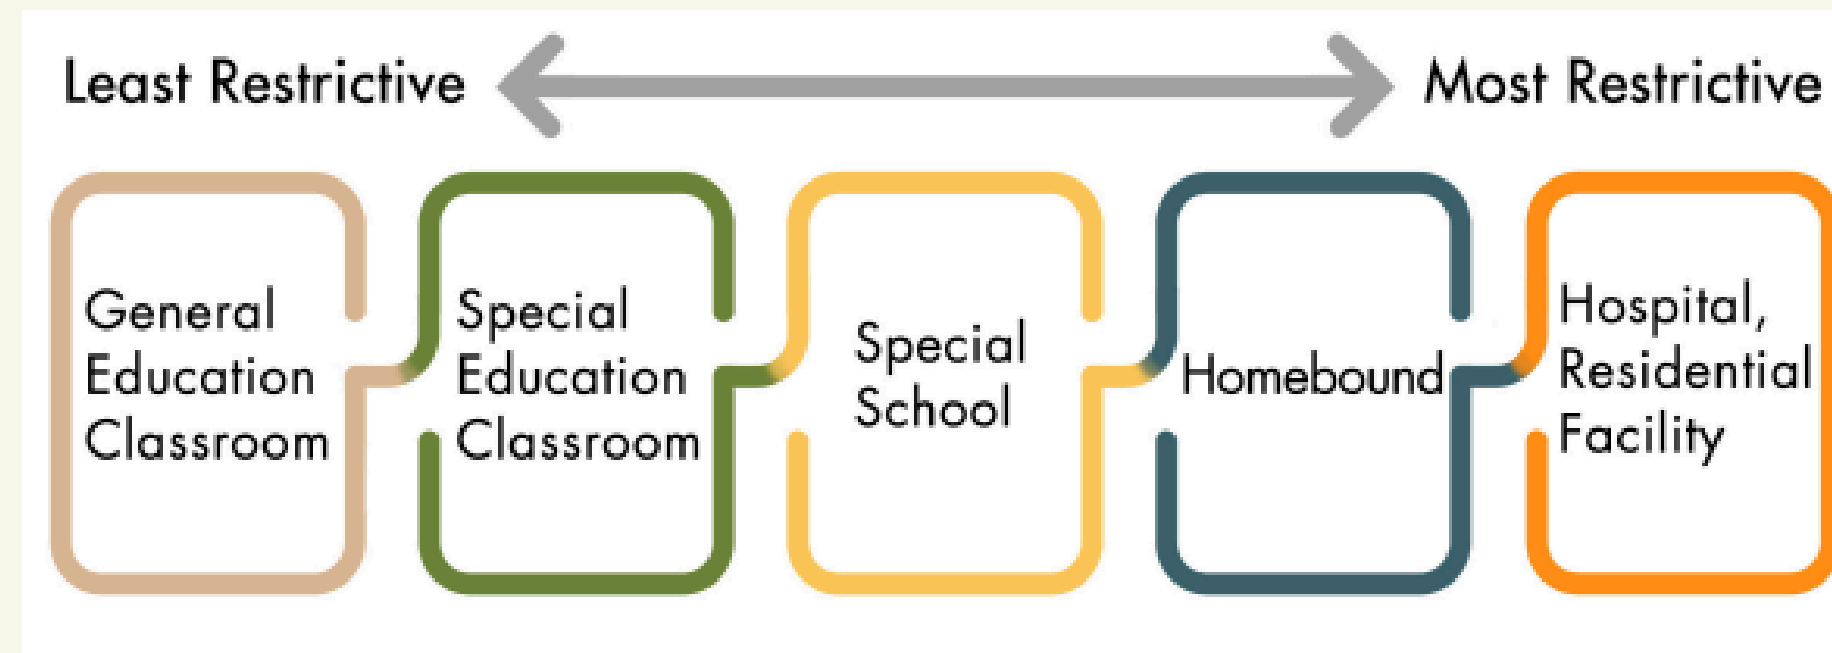 Least Restrictive
Most Restrictive
General
Education
Classroom
Special
Education
Classroom
Special
School
Homebound
Hospital,
Residential
Facility